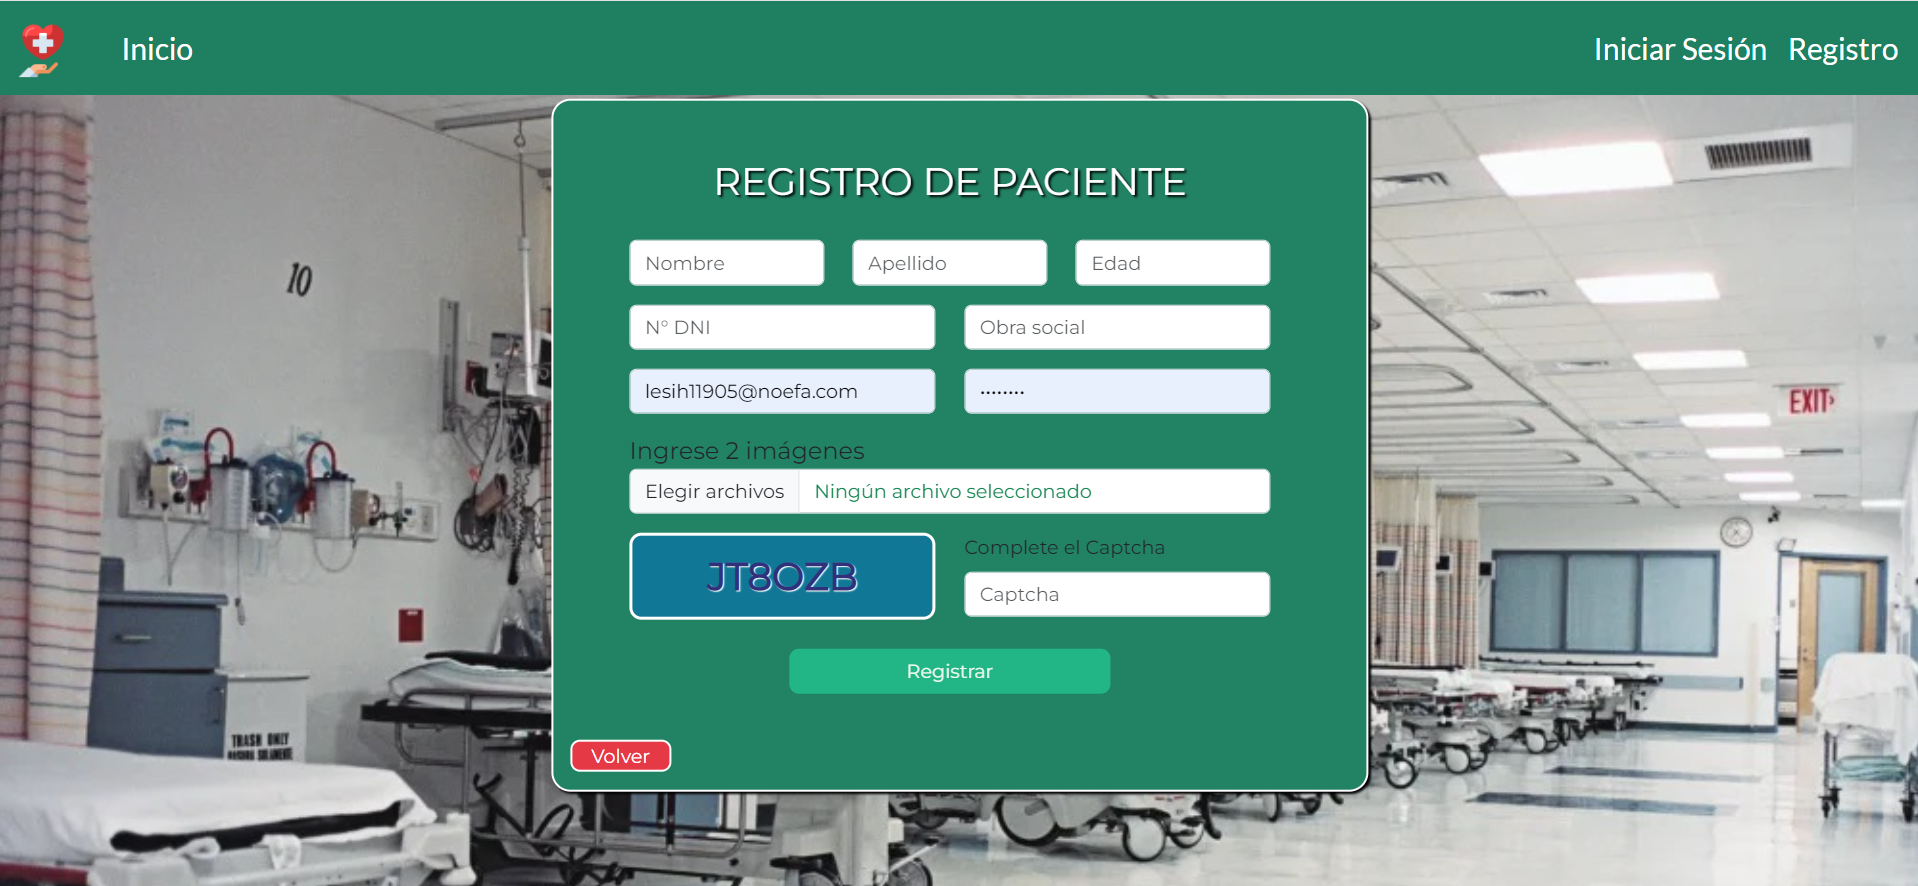 Inicio
Iniciar Sesión Registro
REGISTRO DE PACIENTE
Nombre Apellido Edad
N° DNI Obra social
lesih11905@noefa.com ········
Ingrese 2 imágenes
Elegir archivos Ningún archivo seleccionado
JT8OZB
Complete el Captcha
Captcha
Registrar
Volver
10
EXIT
TRASH ONLY